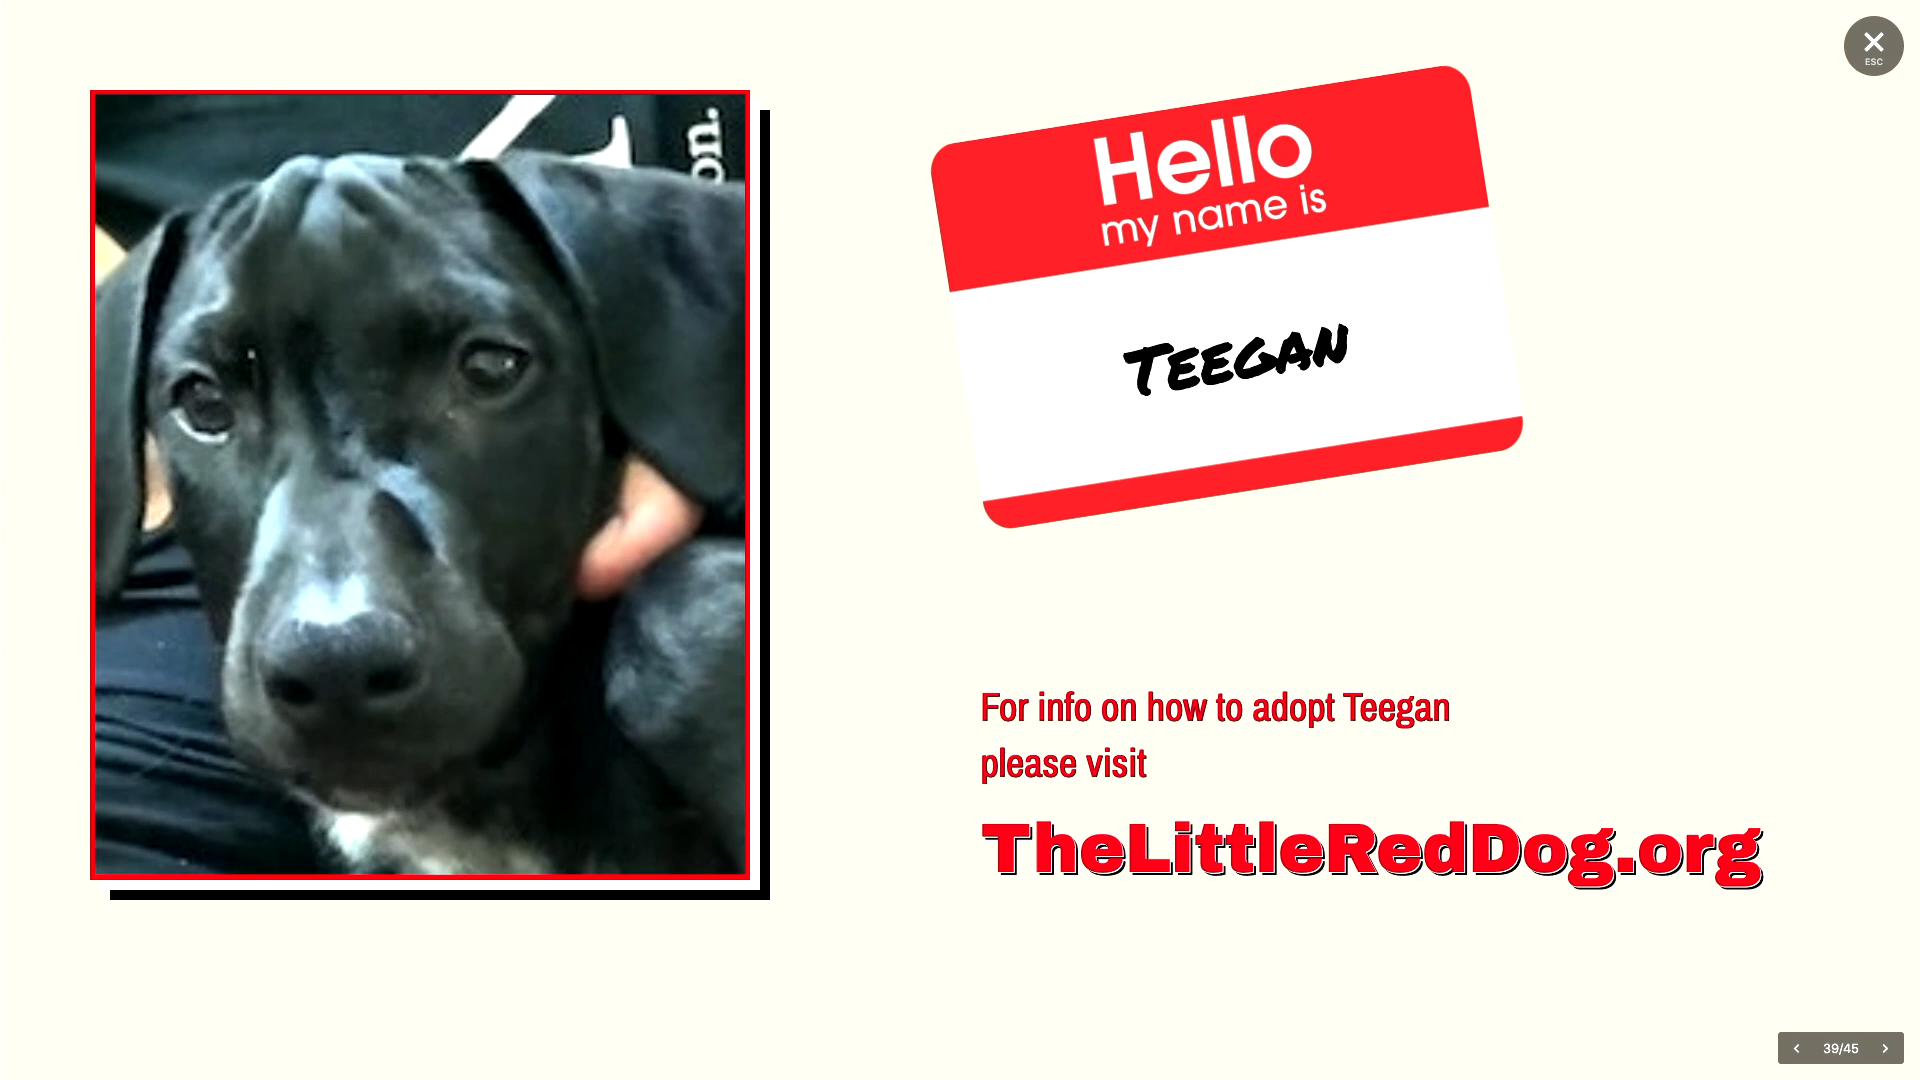 on.
Hello
my name is
TEEGAN
For info on how to adopt Teegan
please visit
TheLittleRedDog.org
ESC
39/45